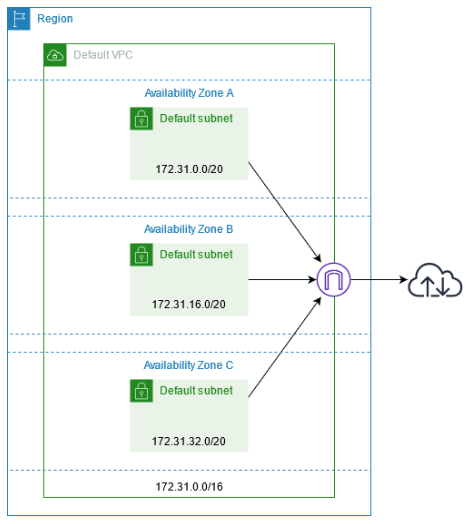 Region
Default VPC
Availability Zone A
Default subnet
172.31.0.0/20
Availability Zone B
Default subnet
172.31.16.0/20
Availability Zone C
Default subnet
172.31.32.0/20
172.31.0.0/16